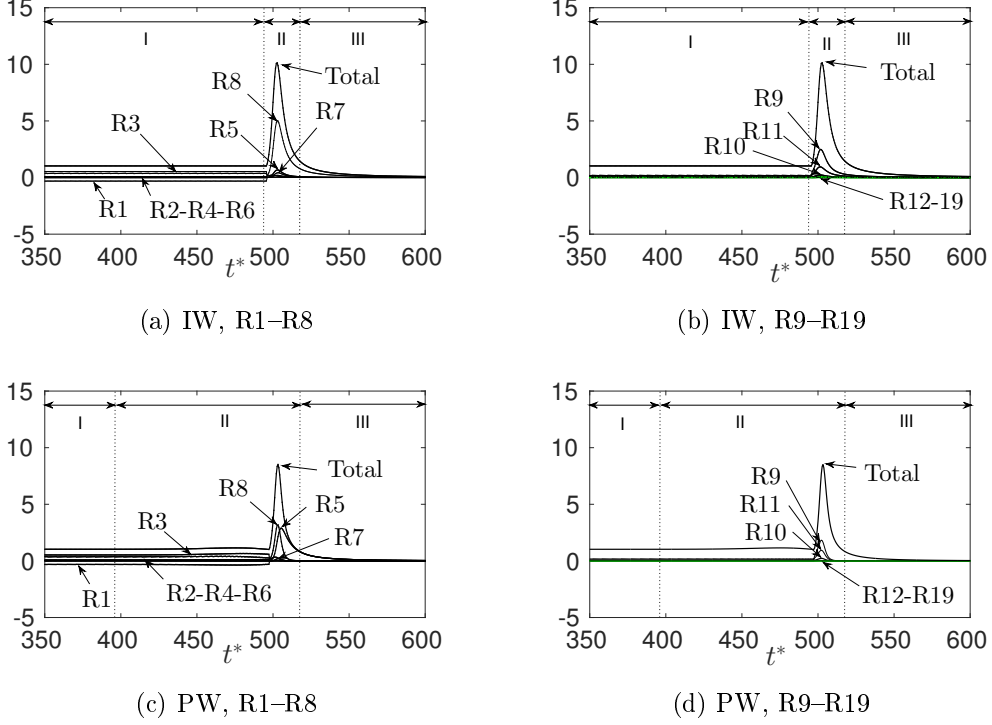 15
10
5
0
-5
350 400 450 500 550 600
t*
I II III
Total
R8
R7
R5
R3
R1 R2-R4-R6
(a) IW, R1–R8
15
10
5
0
-5
350 400 450 500 550 600
t*
I II III
Total
R9
R11
R10
R12-19
(b) IW, R9–R19
15
10
5
0
-5
350 400 450 500 550 600
t*
I II III
Total
R8 R5
R3 R7
R1 R2-R4-R6
(c) PW, R1–R8
15
10
5
0
-5
350 400 450 500 550 600
t*
I II III
Total
R9
R11
R10
R12-R19
(d) PW, R9–R19